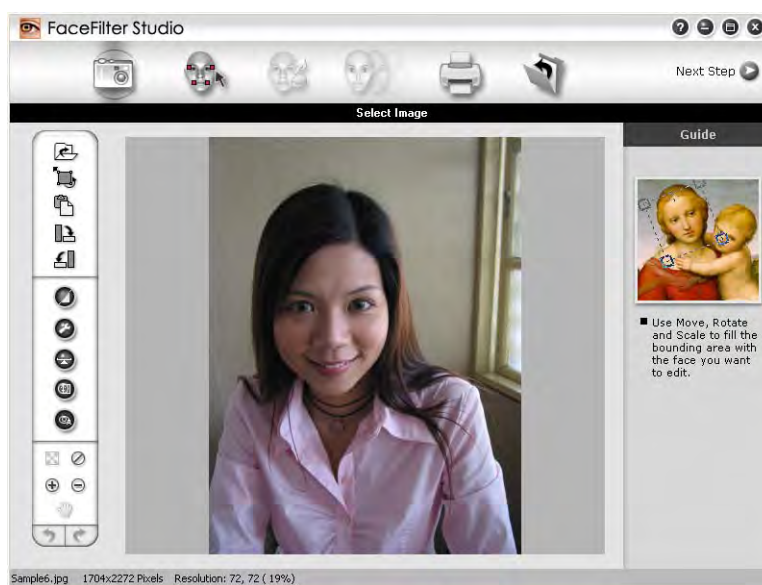 FaceFilter Studio
Next Step
Select Image
Guide
Use Move, Rotate
and Scale to fill the
bounding area with
the face you want
to edit.
Sample6.jpg 1704x2272 Pixels Resolution: 72, 72 ( 19%)